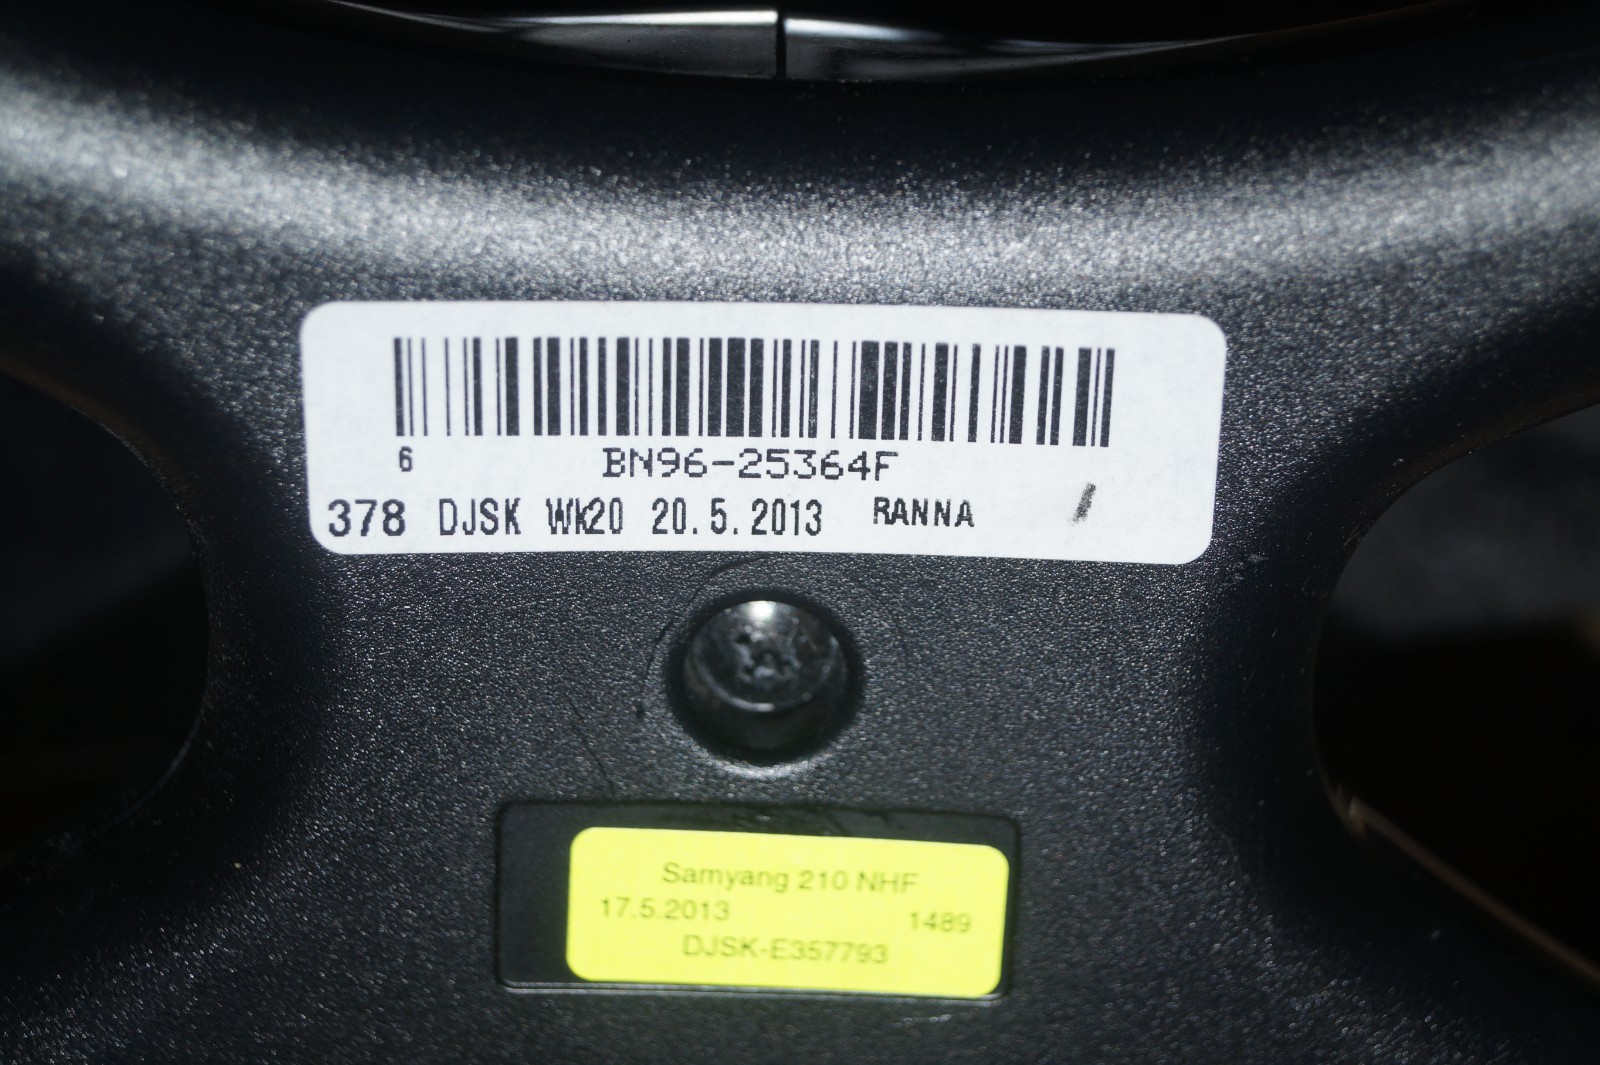 6 BN96-25364F
378 DJSK WK20 20.5.2013 RANNA
Samyang 210 NHF
17.5.2013 1489
DJSK-E357793